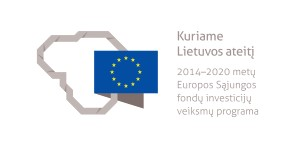 Kuriame
Lietuvos ateitį
2014–2020 metų
Europos Sąjungos
fondų investicijų
veiksmų programa